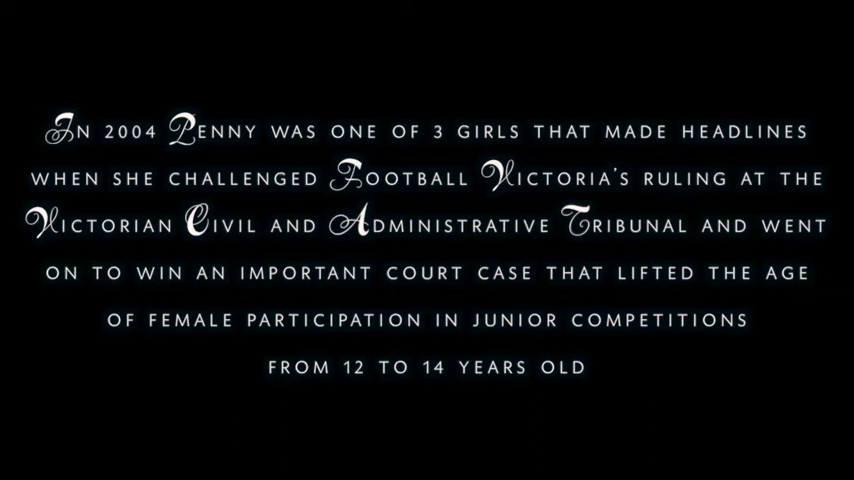 In 2004 Penny was one of 3 girls that made headlines
when she challenged Football Victoria's ruling at the
Victorian Civil and Administrative Tribunal and went
on to win an important court case that lifted the age
of female participation in junior competitions
from 12 to 14 years old